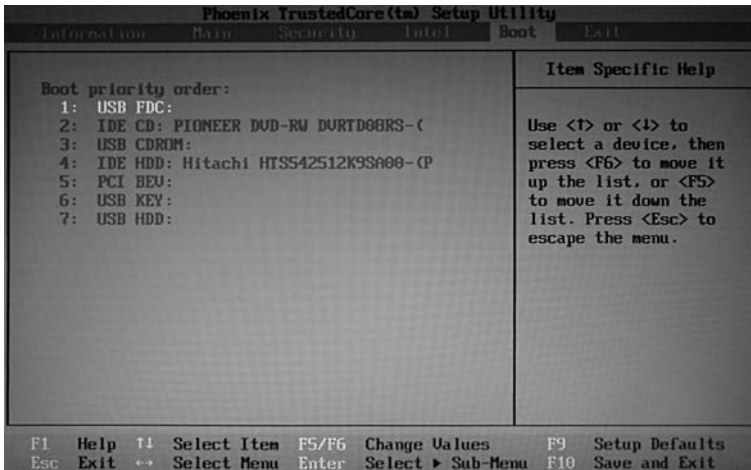 Phoenix TrustedCore(tm) Setup Utility
Information Main Security Intel Boot Exit
Boot priority order:
1: USB FDC:
2: IDE CD: PIONEER DVD-RW DVRTD08RS-(
3: USB CDROM:
4: IDE HDD: Hitachi HTS542512K9SA00-(P
5: PCI BEV:
6: USB KEY:
7: USB HDD:
Item Specific Help
Use <↑> or <↓> to
select a device, then
press <F6> to move it
up the list, or <F5>
to move it down the
list. Press <Esc> to
escape the menu.
F1 Help ↑↓ Select Item F5/F6 Change Values F9 Setup Defaults
Esc Exit ↔ Select Menu Enter Select ▶ Sub-Menu F10 Save and Exit